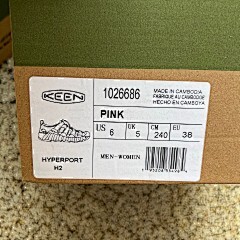 KEEN
1026686
MADE IN CAMBODIA
FABRIQUÉ AU CAMBODGE
HECHO EN CAMBOYA
PINK
US 6 UK 5 CM 240 EU 38
HYPERPORT
H2
MEN-WOMEN